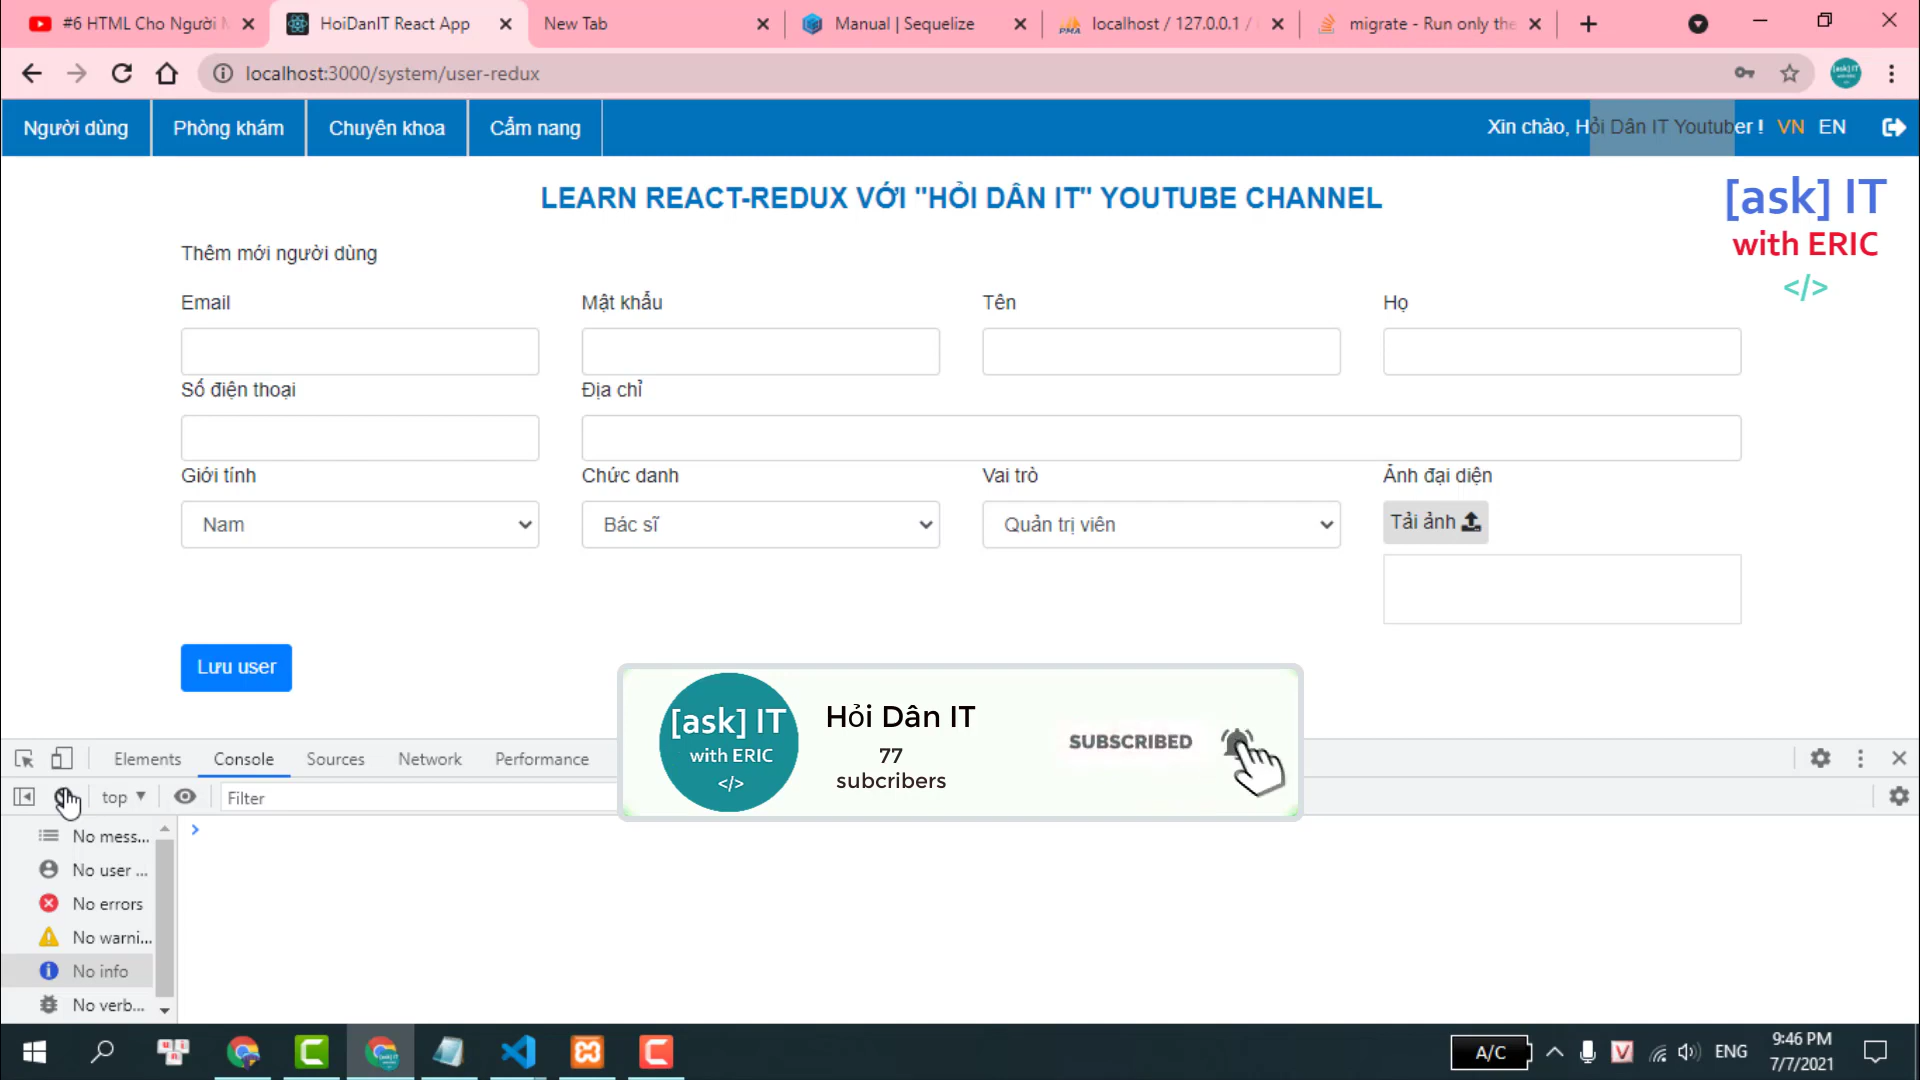 #6 HTML Cho Người
HoiDanIT React App
New Tab
Manual | Sequelize
localhost / 127.0.0.1 /
migrate - Run only the
localhost:3000/system/user-redux
Người dùng
Phòng khám
Chuyên khoa
Cẩm nang
Xin chào, Hỏi Dân IT Youtuber !
VN
EN
LEARN REACT-REDUX VỚI "HỎI DÂN IT" YOUTUBE CHANNEL
[ask] IT
with ERIC
</>
Thêm mới người dùng
Email
Mật khẩu
Tên
Họ
Số điện thoại
Địa chỉ
Giới tính
Chức danh
Vai trò
Ảnh đại diện
Nam
Bác sĩ
Quản trị viên
Tải ảnh
Lưu user
[ask] IT
with ERIC
</>
Hỏi Dân IT
77
subcribers
SUBSCRIBED
Elements
Console
Sources
Network
Performance
top
Filter
No mess...
No user ...
No errors
No warni...
No info
No verb...
A/C
ENG
9:46 PM
7/7/2021